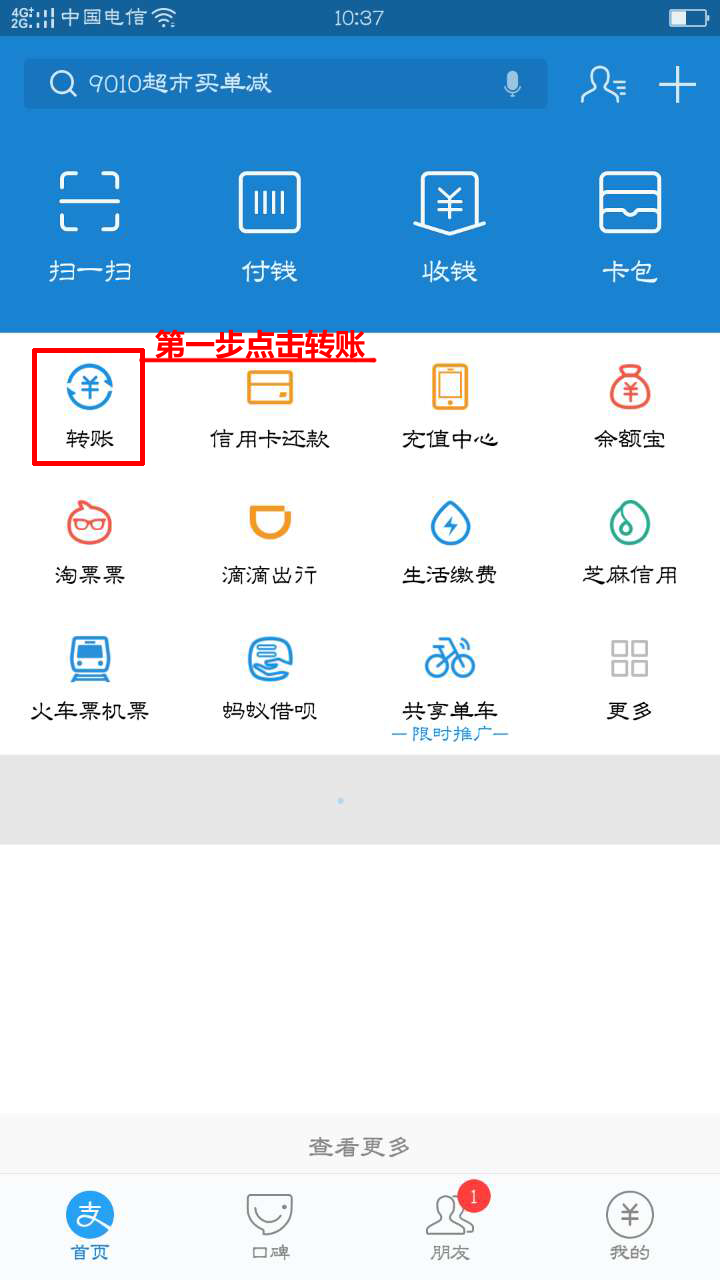 4G+ 2G 中国电信 10:37
9010超市买单减
扫一扫 付钱 收钱 卡包
第一步点击转账
转账 信用卡还款 充值中心 余额宝
淘票票 滴滴出行 生活缴费 芝麻信用
火车票机票 蚂蚁借呗 共享单车 更多
限时推广
查看更多
1
支
首页 口碑 朋友 我的